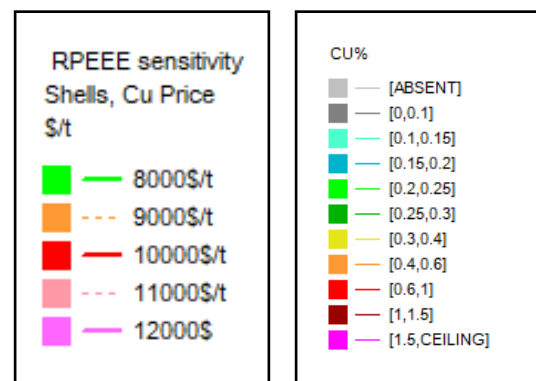 RPEEE sensitivity
Shells, Cu Price
$/t
8000$/t
9000$/t
10000$/t
11000$/t
12000$
CU%
[ABSENT]
[0,0.1]
[0.1,0.15]
[0.15,0.2]
[0.2,0.25]
[0.25,0.3]
[0.3,0.4]
[0.4,0.6]
[0.6,1]
[1,1.5]
[1.5,CEILING]